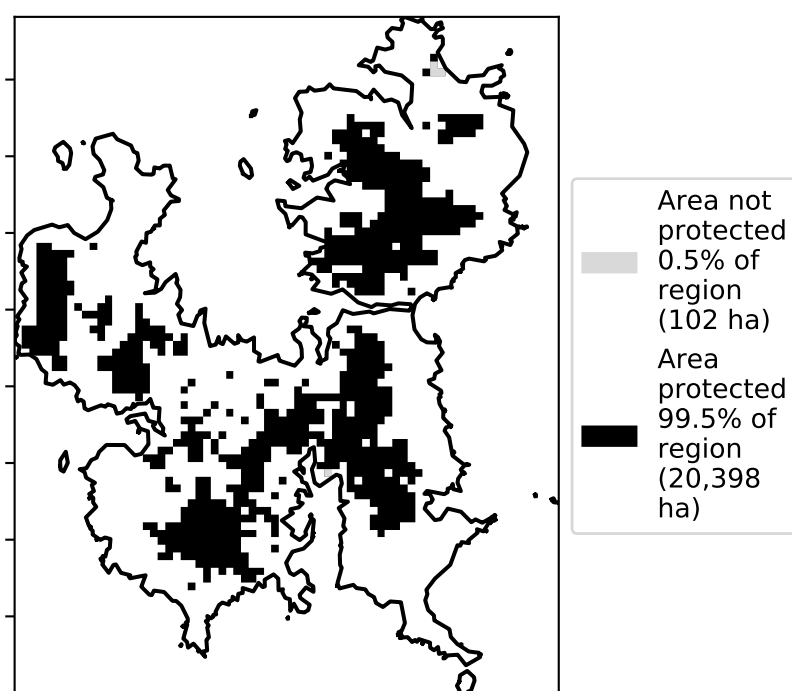 Area not
protected
0.5% of
region
(102 ha)
Area
protected
99.5% of
region
(20,398
ha)